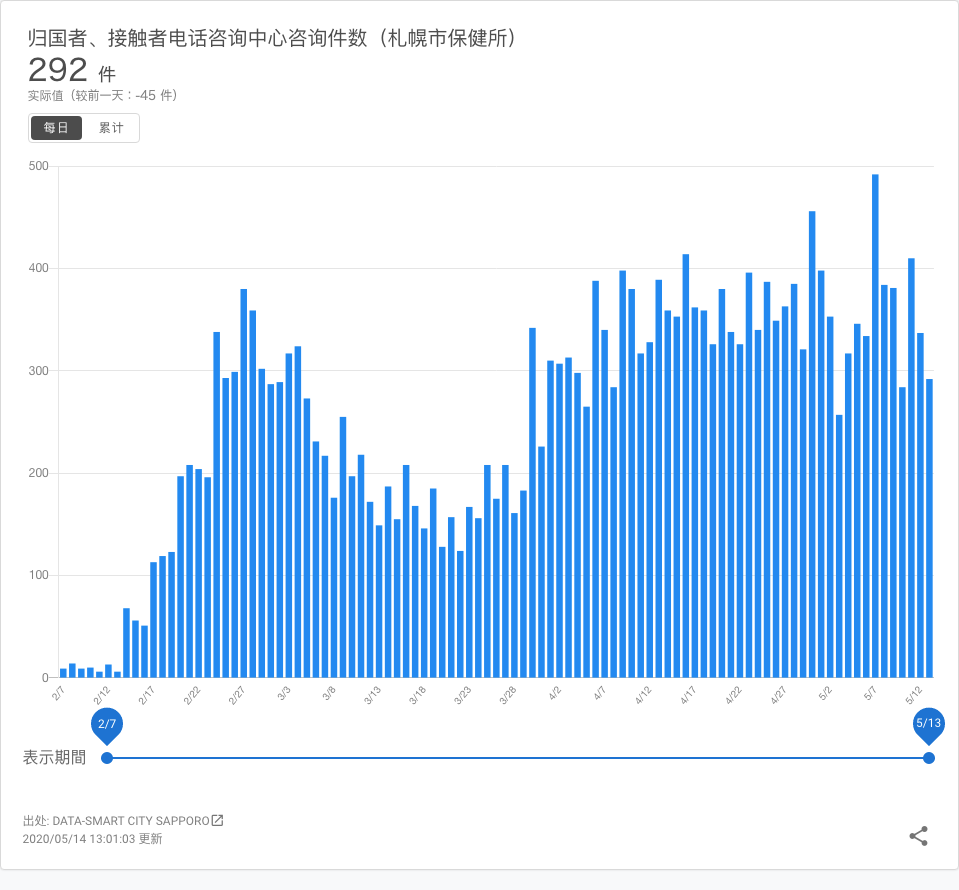 归国者、接触者电话咨询中心咨询件数（札幌市保健所）
292 件
实际值（较前一天：-45 件）
每日 累计
500
400
300
200
100
0
2/7 2/12 2/17 2/22 2/27 3/3 3/8 3/13 3/18 3/23 3/28 4/2 4/7 4/12 4/17 4/22 4/27 5/2 5/7 5/12
2/7 5/13
表示期間
出处: DATA-SMART CITY SAPPORO
2020/05/14 13:01:03 更新